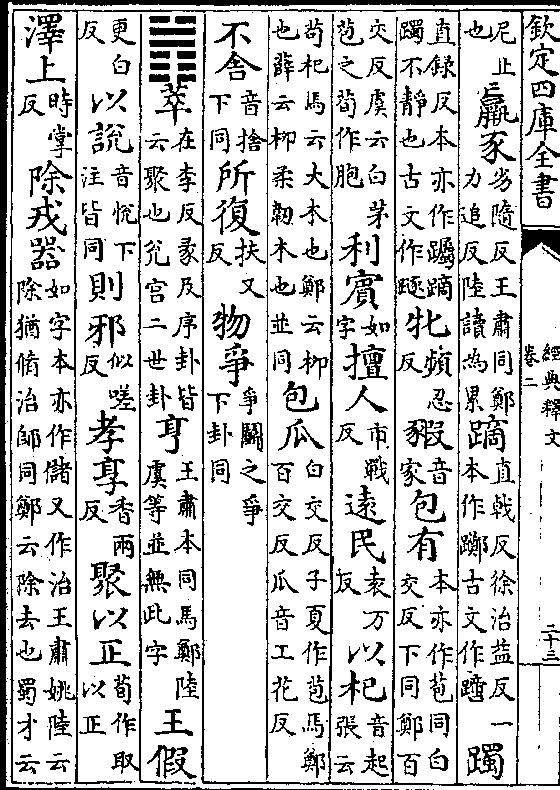 欽定四庫全書
經典釋文
卷二
二十三
尼止也羸豕劣隨反王肅同鄭力追反陸讀為累蹢直戟反徐治益反一本作躑古文作躅
直録反本亦作躅蹢躅不靜也古文作牝頻忍反豭音家包有本亦作苞同白交反下同鄭百
交反虞云白茅苞之荀作胞利賓如字擅人市戰反遠民袁万反以杞音起張云
苟杞馬云大木也鄭云柳也薛云柳柔韌木也並同包瓜白交反子夏作苞馬鄭百交反瓜音工花反
不舍音捨下同所復扶又反物爭爭鬬之爭下卦同
䷬萃在李反彖及序卦皆云聚也兊宫二世卦亨王肅本同馬鄭陸虞等並無此字王假
更白反以說音悅下注皆同則邪似嗟反孝享香兩反聚以正荀作取以正
澤上時掌反除戎器如字本亦作儲又作治王肅姚陸云除猶脩治師同鄭云除去也蜀才云